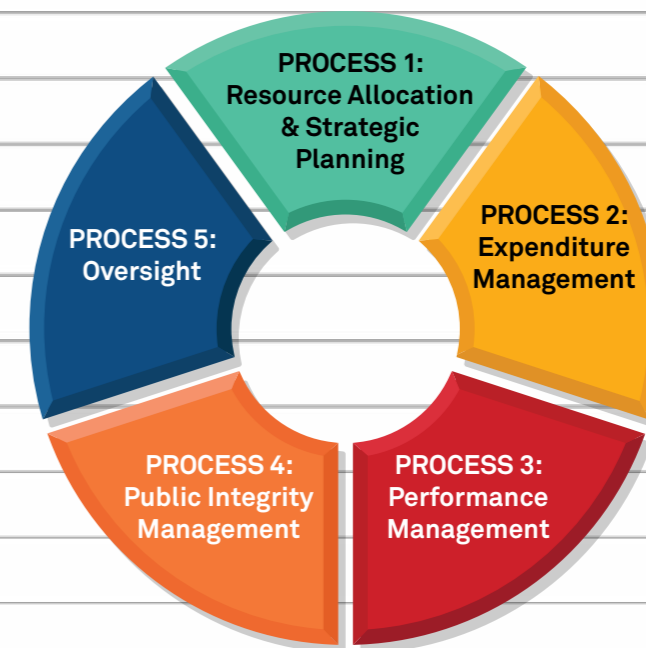 PROCESS 1:
Resource Allocation
& Strategic
Planning
PROCESS 2:
Expenditure
Management
PROCESS 3:
Performance
Management
PROCESS 4:
Public Integrity
Management
PROCESS 5:
Oversight